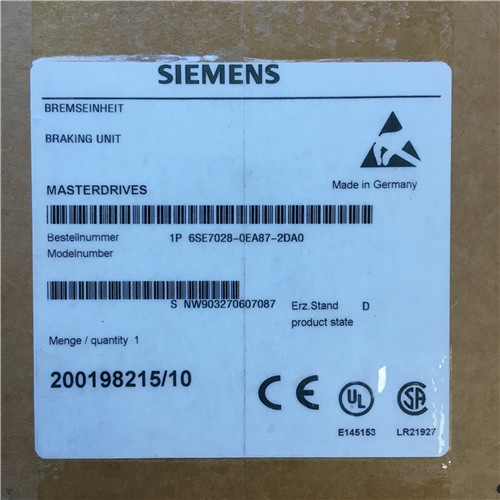 SIEMENS
BREMSEINHEIT
BRAKING UNIT
MASTERDRIVES
Made in Germany
Bestellnummer 1P 6SE7028-0EA87-2DA0
Modelnumber
S NW903270607087 Erz.Stand D
product state
Menge / quantity 1
200198215/10
CE UL SA
E145153 LR21927